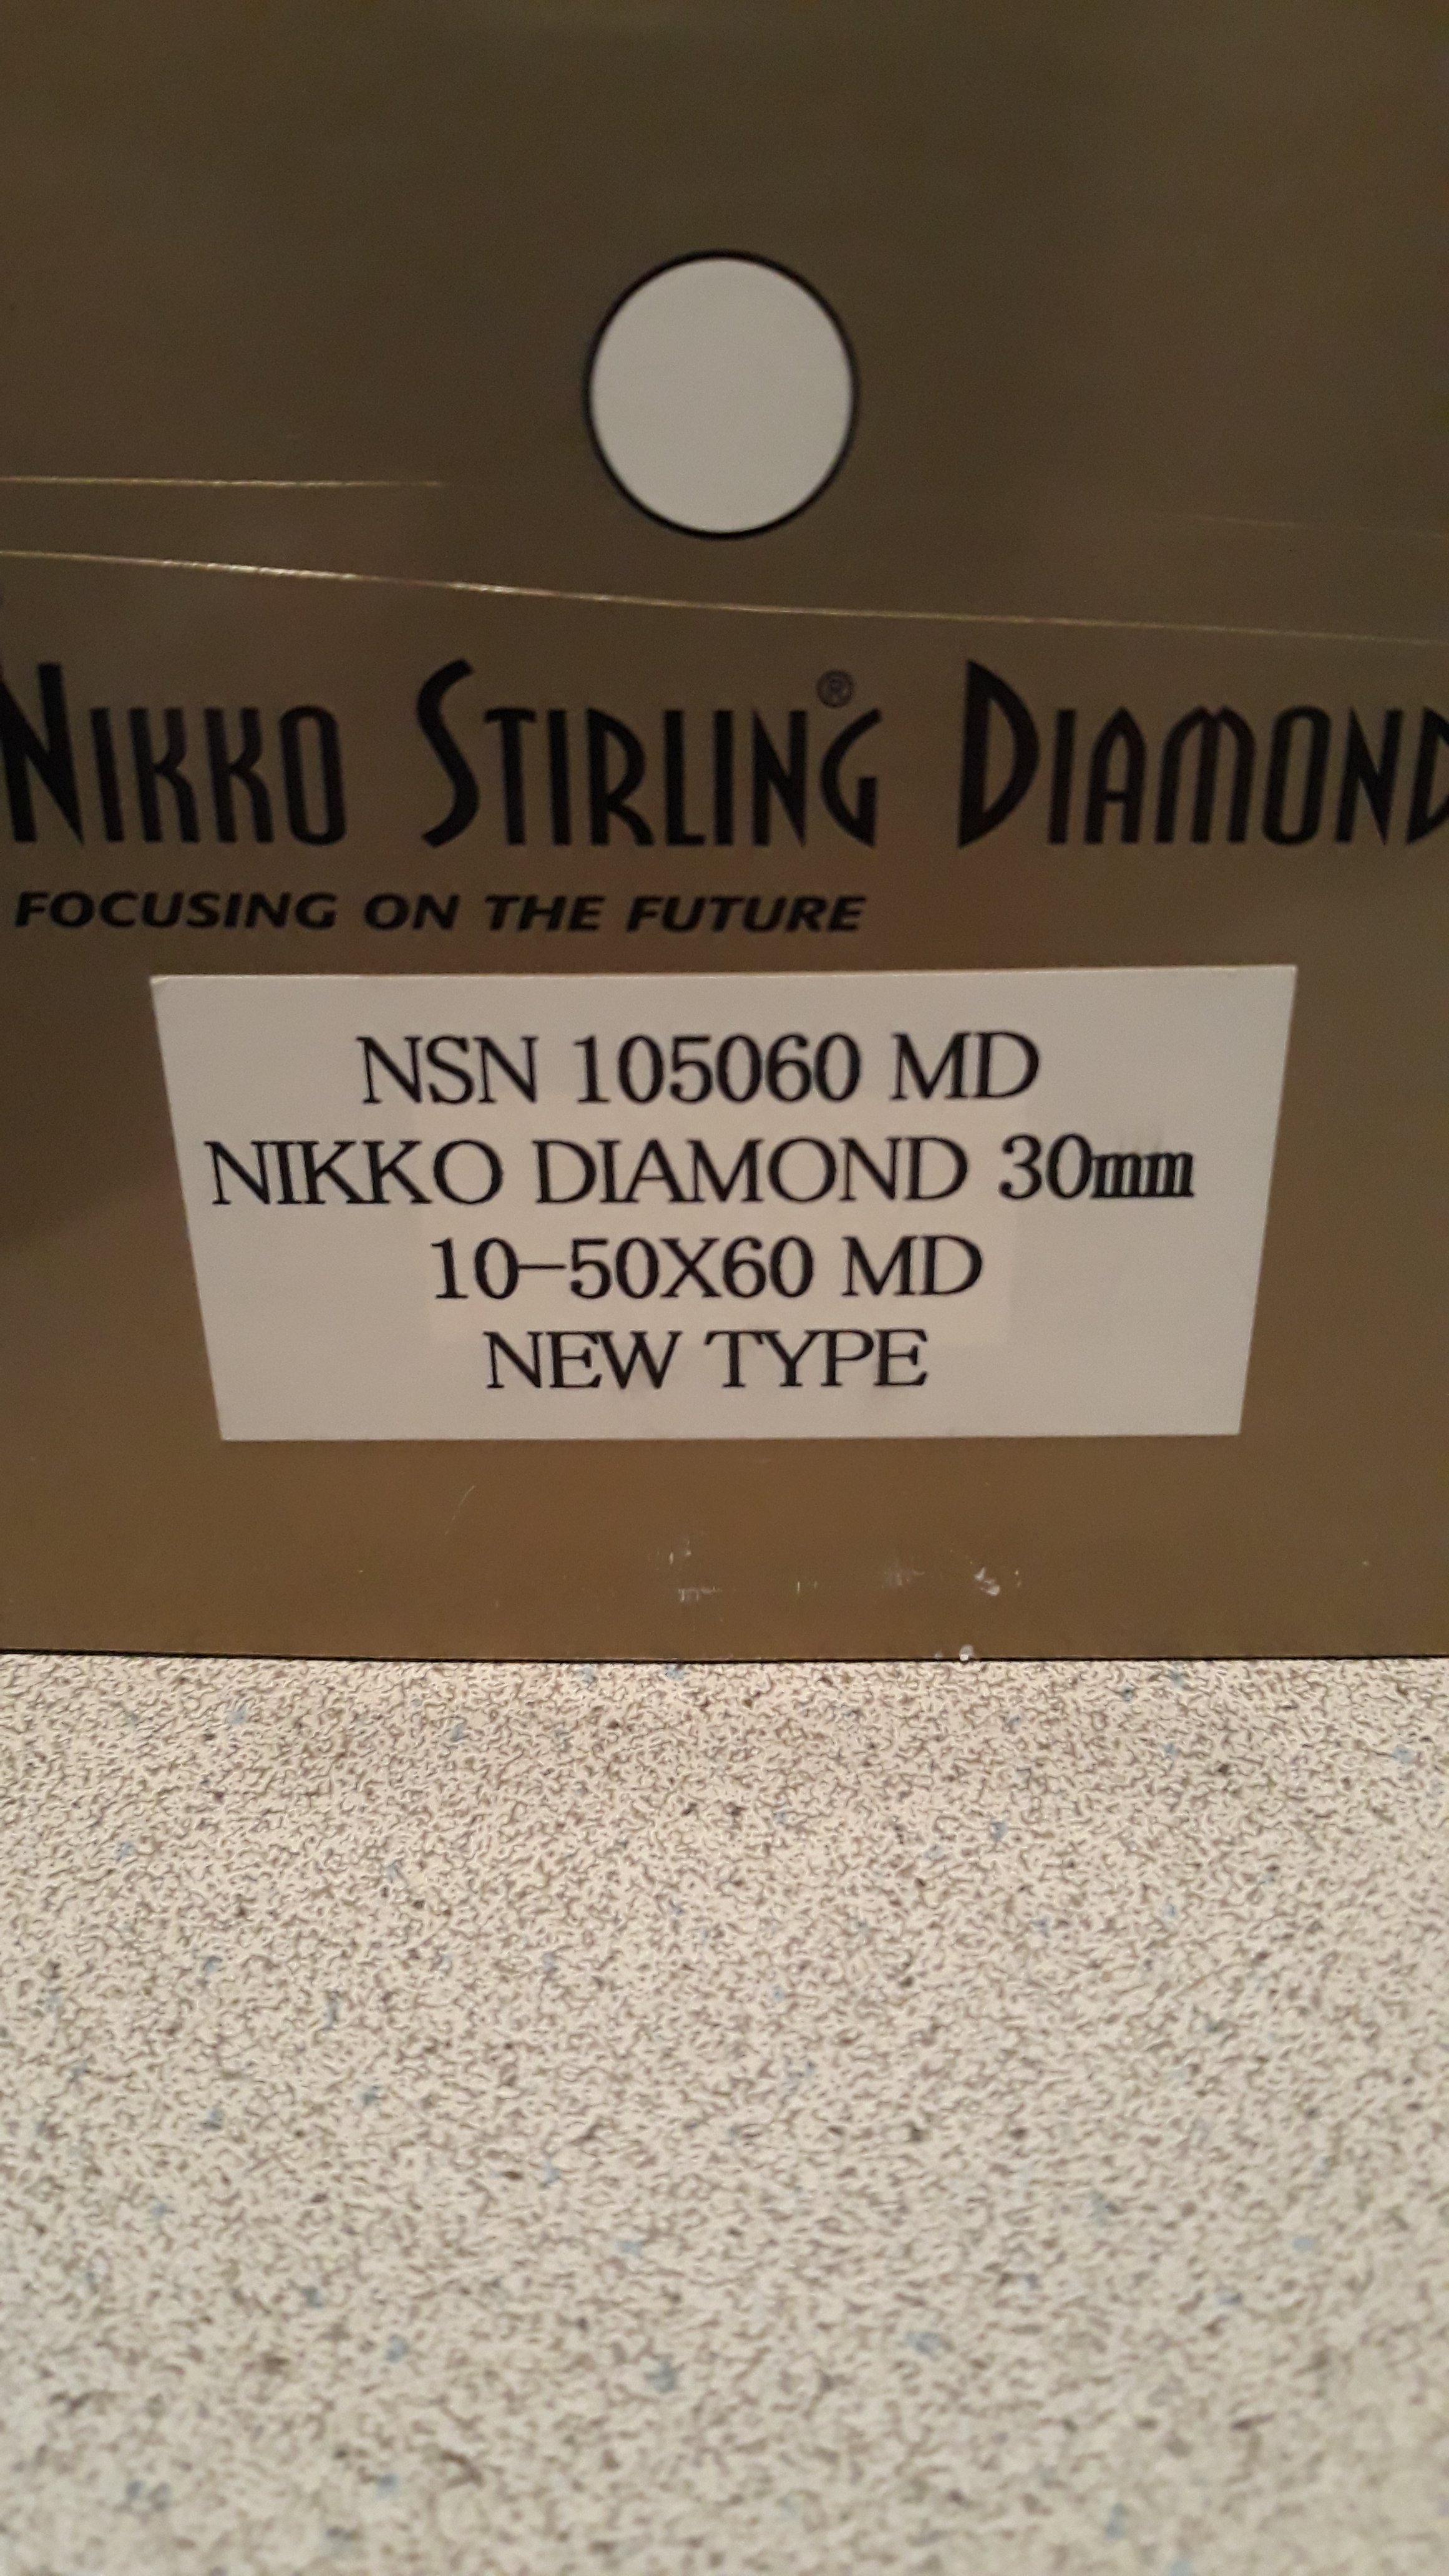 NIKKO STIRLING® DIAMOND
FOCUSING ON THE FUTURE
NSN 105060 MD
NIKKO DIAMOND 30mm
10-50X60 MD
NEW TYPE